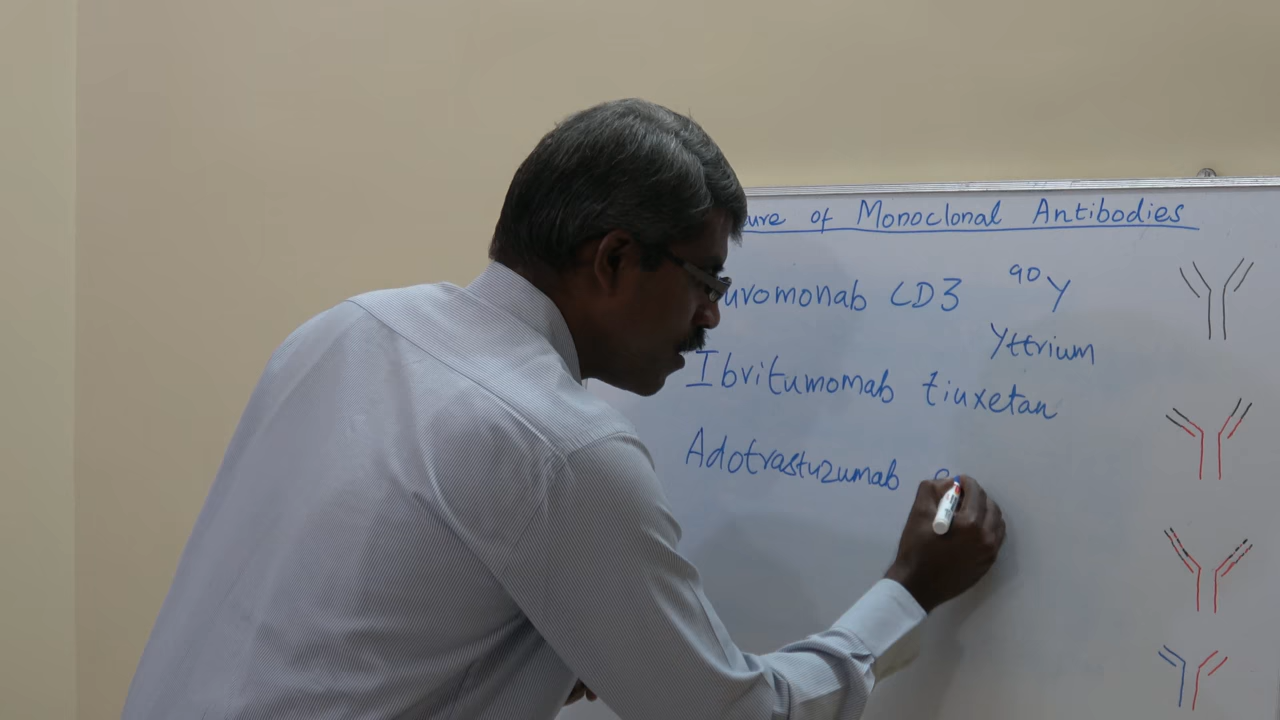 ure of Monoclonal Antibodies
uromonab CD3 90Y
Yttrium
Ibritumomab tiuxetan
Adotrastuzumab